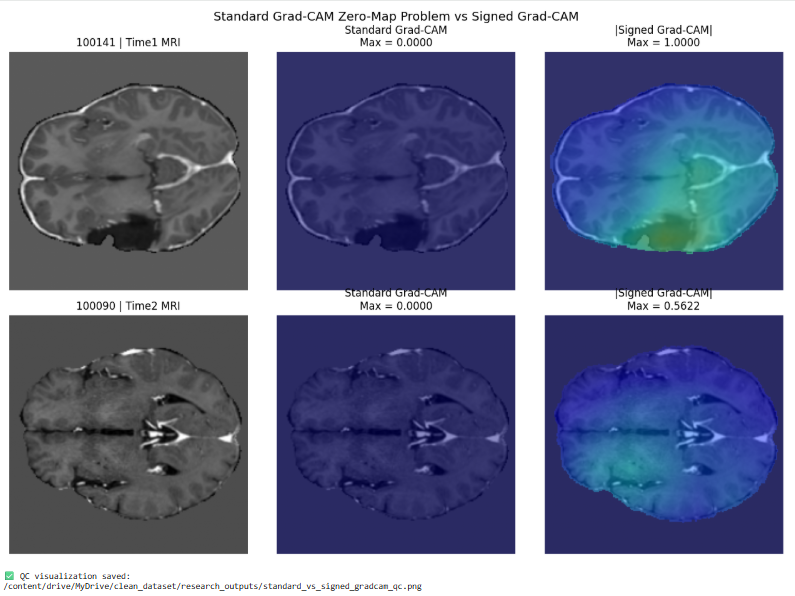 Standard Grad-CAM Zero-Map Problem vs Signed Grad-CAM
100141 | Time1 MRI
Standard Grad-CAM
Max = 0.0000
|Signed Grad-CAM|
Max = 1.0000
100090 | Time2 MRI
Standard Grad-CAM
Max = 0.0000
|Signed Grad-CAM|
Max = 0.5622
✅ QC visualization saved:
/content/drive/MyDrive/clean_dataset/research_outputs/standard_vs_signed_gradcam_qc.png